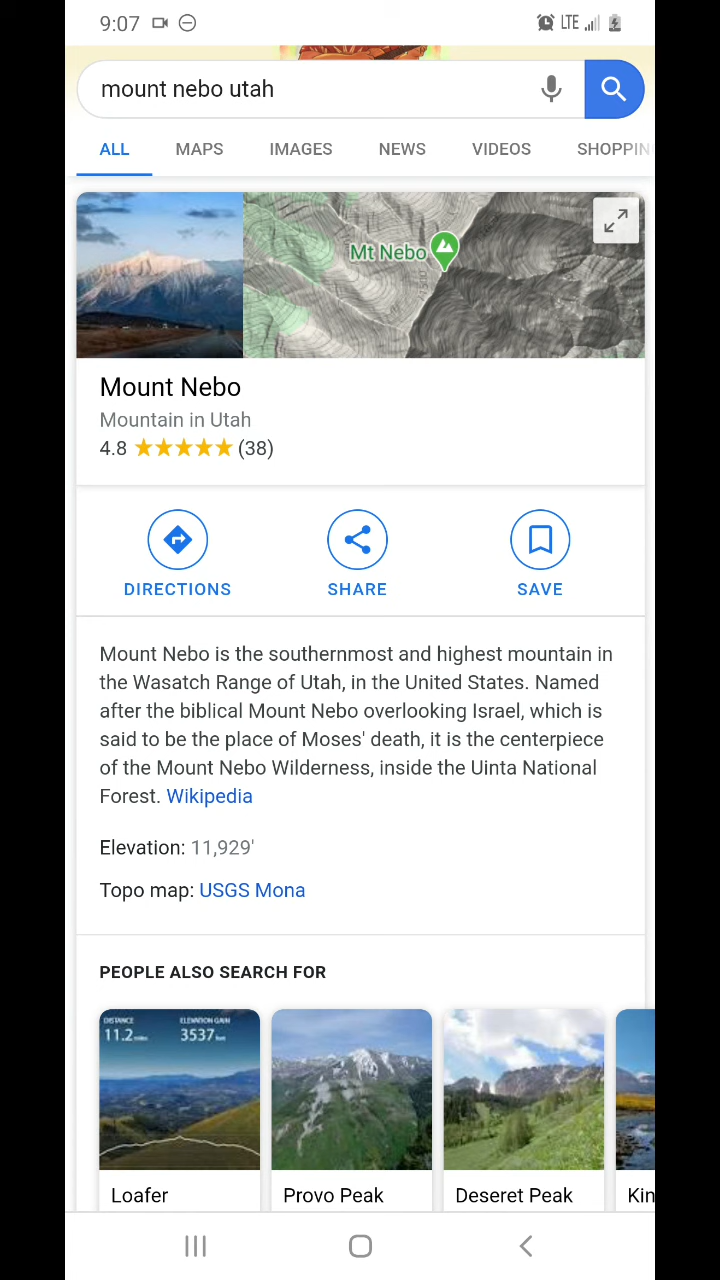 9:07 LTE
mount nebo utah
ALL MAPS IMAGES NEWS VIDEOS SHOPPIN
Mt Nebo
Mount Nebo
Mountain in Utah
4.8 ★★★★★ (38)
DIRECTIONS SHARE SAVE
Mount Nebo is the southernmost and highest mountain in
the Wasatch Range of Utah, in the United States. Named
after the biblical Mount Nebo overlooking Israel, which is
said to be the place of Moses' death, it is the centerpiece
of the Mount Nebo Wilderness, inside the Uinta National
Forest. Wikipedia
Elevation: 11,929'
Topo map: USGS Mona
PEOPLE ALSO SEARCH FOR
DISTANCE ELEVATION GAIN
11.2 miles 3537 feet
Loafer Provo Peak Deseret Peak Kin